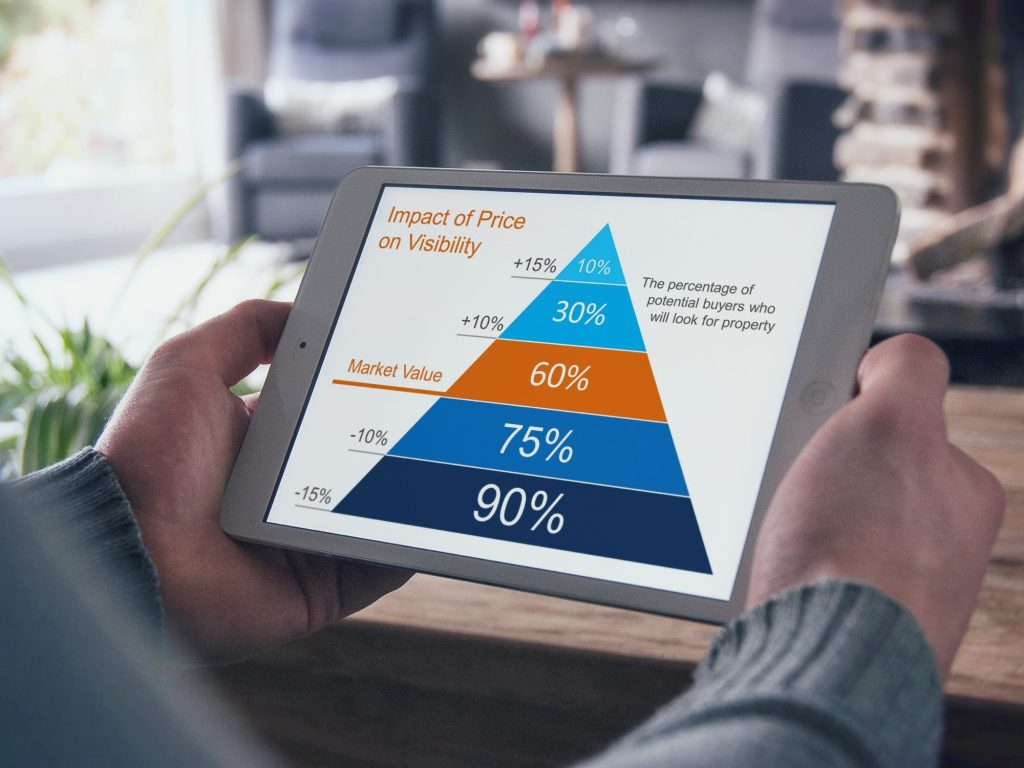 Impact of Price
on Visibility
+15%
10%
The percentage of
potential buyers who
will look for property
+10%
30%
Market Value
60%
-10%
75%
-15%
90%